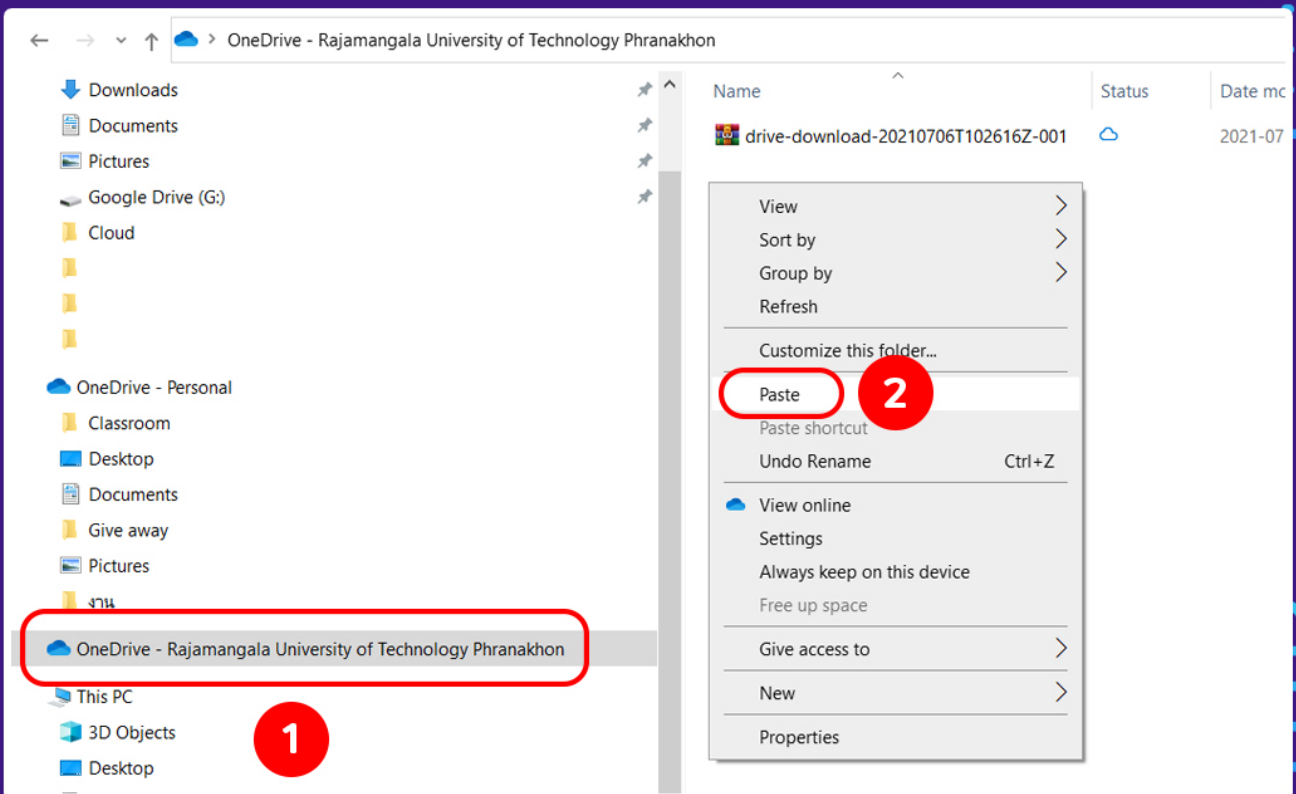 OneDrive - Rajamangala University of Technology Phranakhon
Downloads
Documents
Pictures
Google Drive (G:)
Cloud
OneDrive - Personal
Classroom
Desktop
Documents
Give away
Pictures
งาน
OneDrive - Rajamangala University of Technology Phranakhon
This PC
3D Objects
Desktop
1
Name Status Date mo
drive-download-20210706T102616Z-001 2021-07
View
Sort by
Group by
Refresh
Customize this folder...
Paste
2
Paste shortcut
Undo Rename Ctrl+Z
View online
Settings
Always keep on this device
Free up space
Give access to
New
Properties